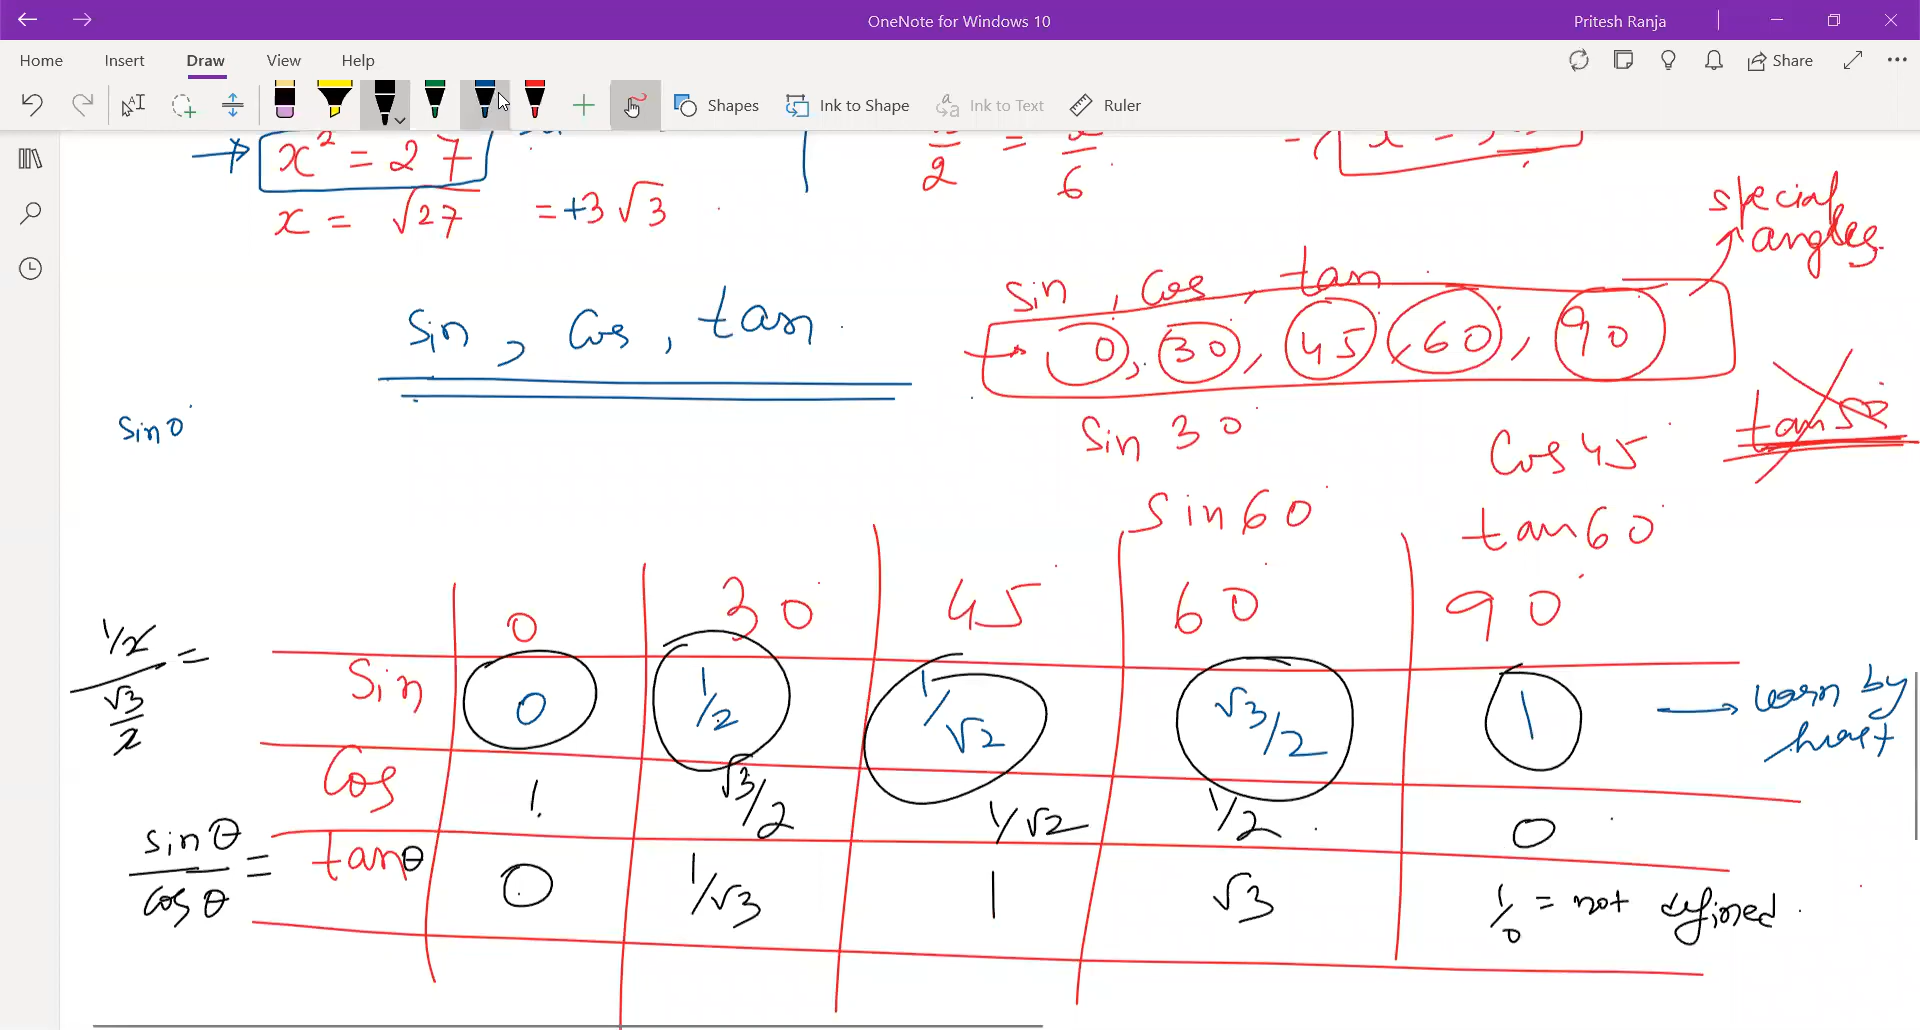 OneNote for Windows 10
Pritesh Ranja
Home Insert Draw View Help
Share
Shapes Ink to Shape Ink to Text Ruler
x² = 27
2 = 6
x = √27 = +3√3
special
angles
sin, cos, tan
sin, cos, tan
0, 30, 45, 60, 90
sin 0°
sin 30°
cos 45°
sin 60°
tan 60°
0 30° 45° 60° 90°
1/2
√3/2 =
sin 0 1/2 1/√2 √3/2 1 → learn by
cos 1 √3/2 1/√2 1/2 0
sinθ/cosθ = tanθ 0 1/√3 1 √3 1/0 = not defined